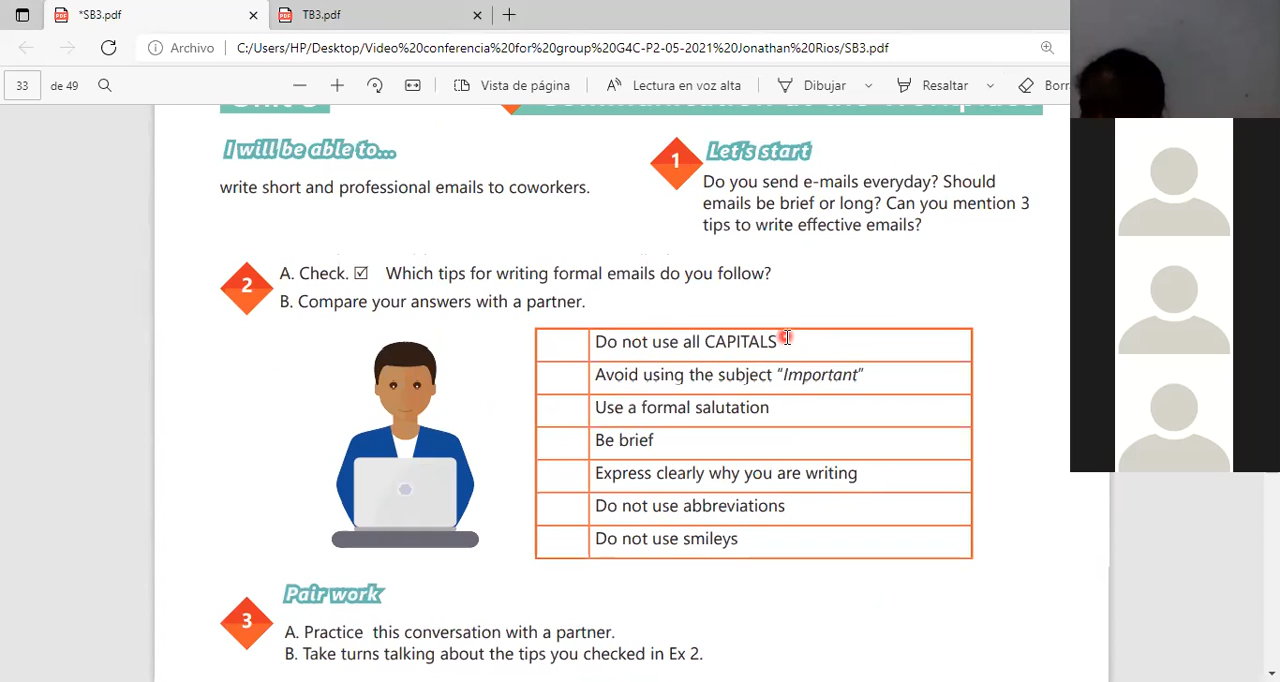 *SB3.pdf
TB3.pdf
Archivo
C:/Users/HP/Desktop/Video%20conferencia%20for%20group%20G4C-P2-05-2021%20Jonathan%20Rios/SB3.pdf
33
de 49
Vista de página
Lectura en voz alta
Dibujar
Resaltar
Borra
I will be able to...
write short and professional emails to coworkers.
1
Let's start
Do you send e-mails everyday? Should
emails be brief or long? Can you mention 3
tips to write effective emails?
2
A. Check. ☑ Which tips for writing formal emails do you follow?
B. Compare your answers with a partner.
Do not use all CAPITALS
Avoid using the subject “Important”
Use a formal salutation
Be brief
Express clearly why you are writing
Do not use abbreviations
Do not use smileys
Pair work
3
A. Practice this conversation with a partner.
B. Take turns talking about the tips you checked in Ex 2.